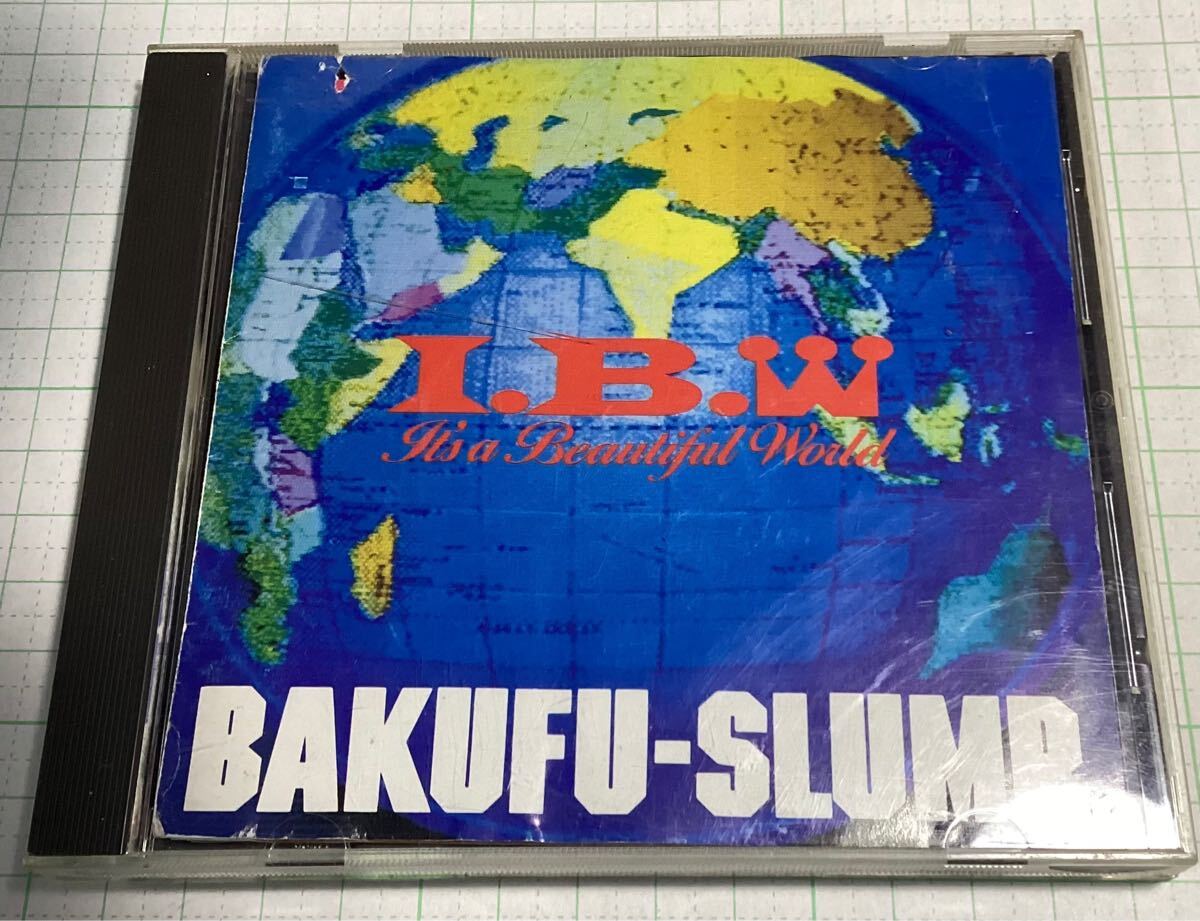 I.B.W
It's a Beautiful World
BAKUFU-SLUMP